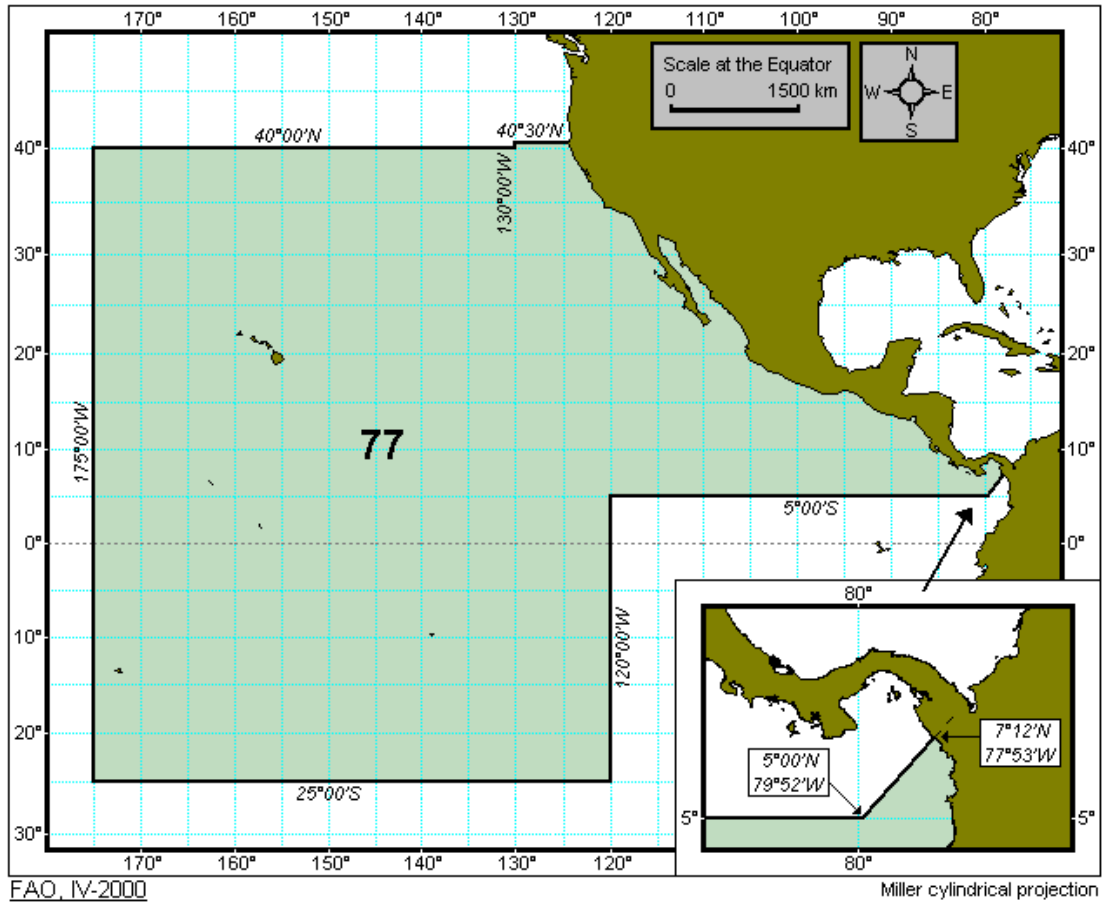 170° 160° 150° 140° 130° 120° 110° 100° 90° 80°
Scale at the Equator
0 1500 km
N
W E
S
40°00'N
40°30'N
130°00'W
40° 40°
30° 30°
20° 20°
175°00'W
77
10° 10°
5°00'S
0° 0°
120°00'W
10°
20°
25°00'S
30°
80°
7°12'N
77°53'W
5°00'N
79°52'W
5° 5°
80°
170° 160° 150° 140° 130° 120°
FAO, IV-2000
Miller cylindrical projection